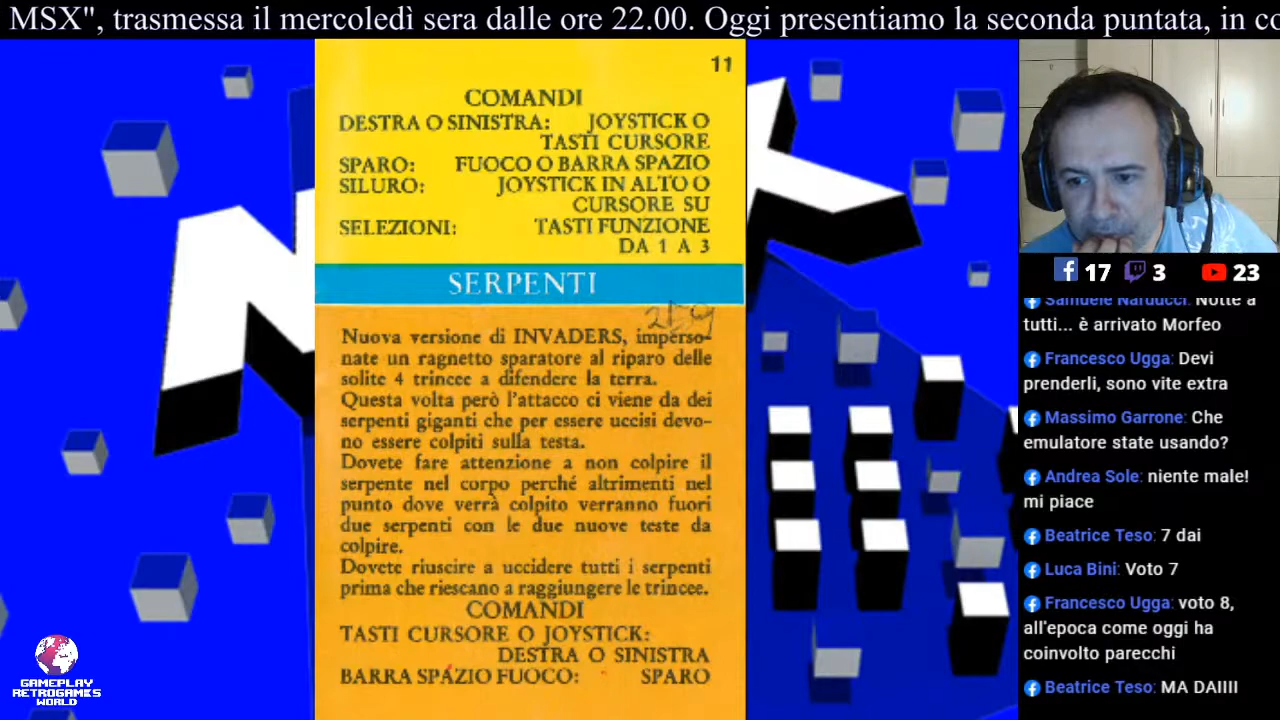 MSX", trasmessa il mercoledì sera dalle ore 22.00. Oggi presentiamo la seconda puntata, in co
11
COMANDI
DESTRA O SINISTRA: JOYSTICK O
TASTI CURSORE
SPARO: FUOCO O BARRA SPAZIO
SILURO: JOYSTICK IN ALTO O
CURSORE SU
SELEZIONI: TASTI FUNZIONE
DA 1 A 3
SERPENTI
Nuova versione di INVADERS, imperso-
nate un ragnetto sparatore al riparo delle
solite 4 trincee a difendere la terra.
Questa volta però l'attacco ci viene da dei
serpenti giganti che per essere uccisi devo-
no essere colpiti sulla testa.
Dovete fare attenzione a non colpire il
serpente nel corpo perché altrimenti nel
punto dove verrà colpito verranno fuori
due serpenti con le due nuove teste da
colpire.
Dovete riuscire a uccidere tutti i serpenti
prima che riescano a raggiungere le trincee.
COMANDI
TASTI CURSORE O JOYSTICK:
DESTRA O SINISTRA
BARRA SPAZIO FUOCO: SPARO
17 3 23
Samuele Narducci: Notte a
tutti... è arrivato Morfeo
Francesco Ugga: Devi
prenderli, sono vite extra
Massimo Garrone: Che
emulatore state usando?
Andrea Sole: niente male!
mi piace
Beatrice Teso: 7 dai
Luca Bini: Voto 7
Francesco Ugga: voto 8,
all'epoca come oggi ha
coinvolto parecchi
Beatrice Teso: MA DAIIII
GAMEPLAY
RETROGAMES
WORLD